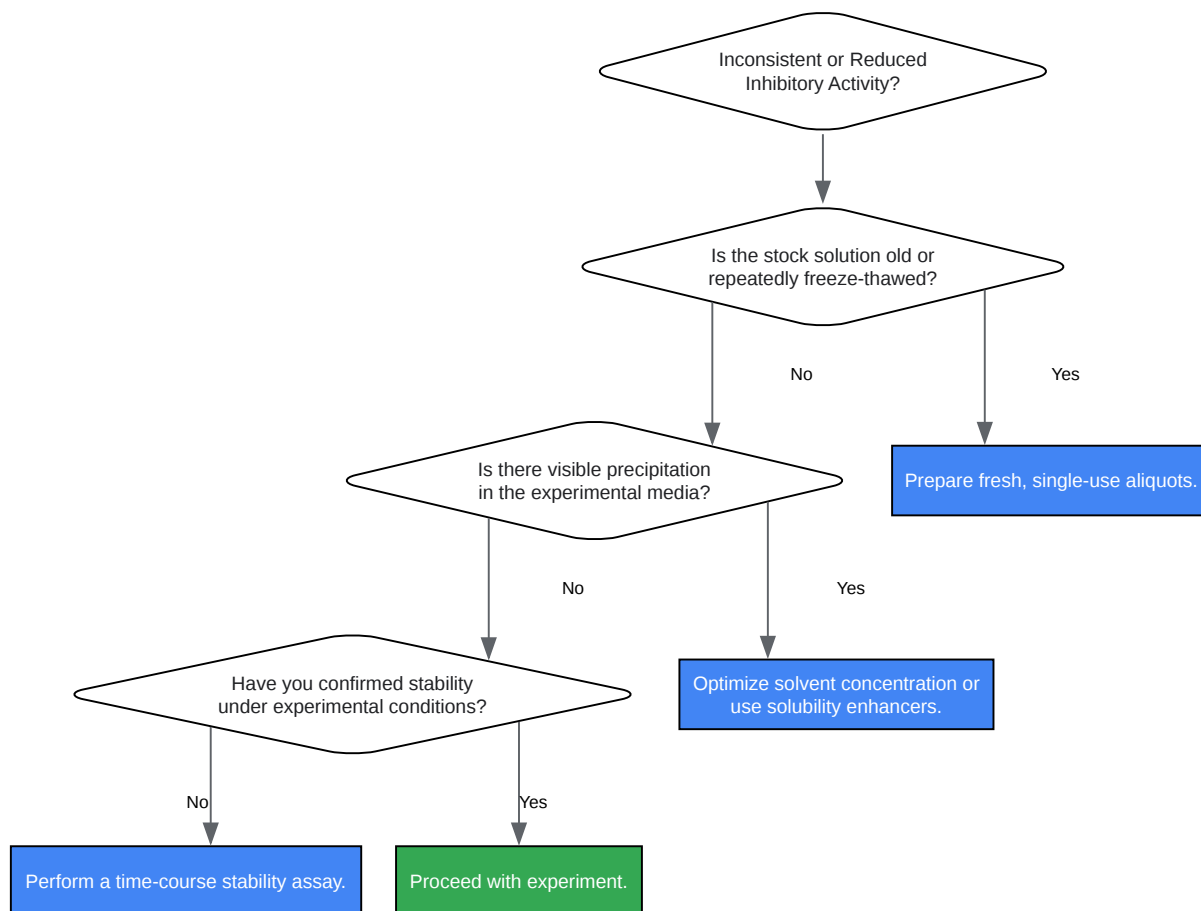 Inconsistent or Reduced
Inhibitory Activity?
Is the stock solution old or
repeatedly freeze-thawed?
No
Yes
Is there visible precipitation
in the experimental media?
Prepare fresh, single-use aliquots.
No
Yes
Have you confirmed stability
under experimental conditions?
Optimize solvent concentration or
use solubility enhancers.
No
Yes
Perform a time-course stability assay.
Proceed with experiment.